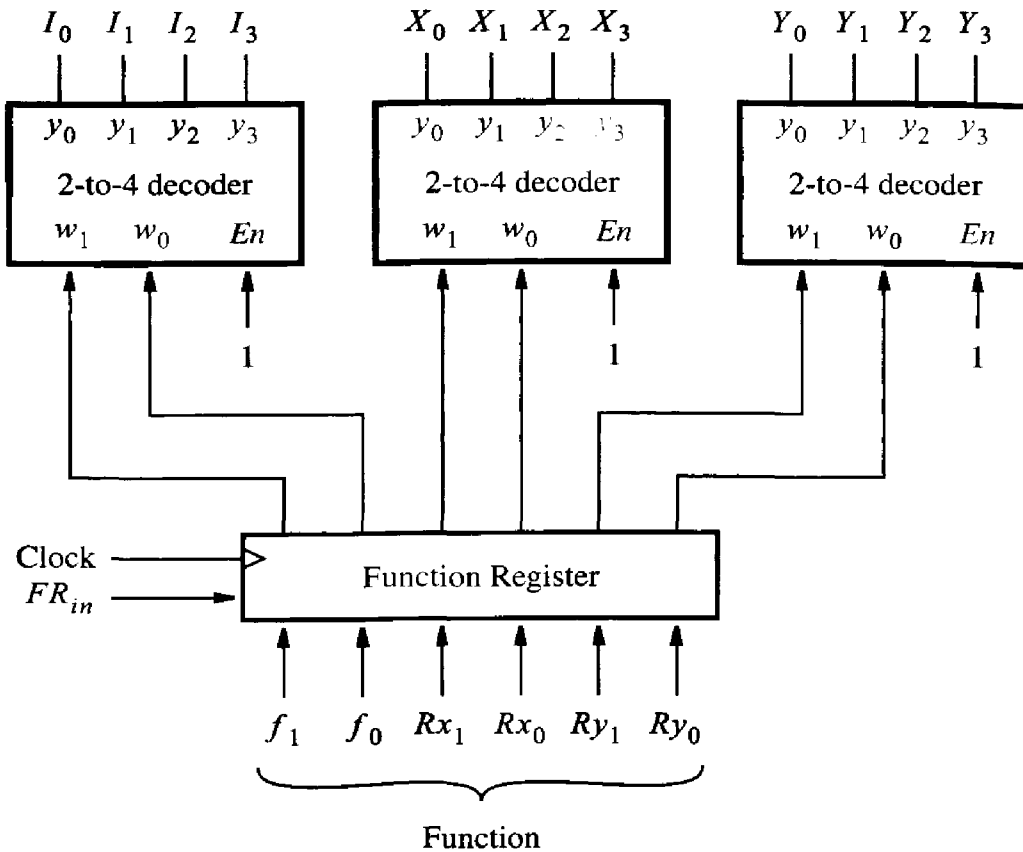 I0 I1 I2 I3 X0 X1 X2 X3 Y0 Y1 Y2 Y3
y0 y1 y2 y3 y0 y1 y2 y3 y0 y1 y2 y3
2-to-4 decoder 2-to-4 decoder 2-to-4 decoder
w1 w0 En w1 w0 En w1 w0 En
1 1 1
Clock
FRin
Function Register
f1 f0 Rx1 Rx0 Ry1 Ry0
Function